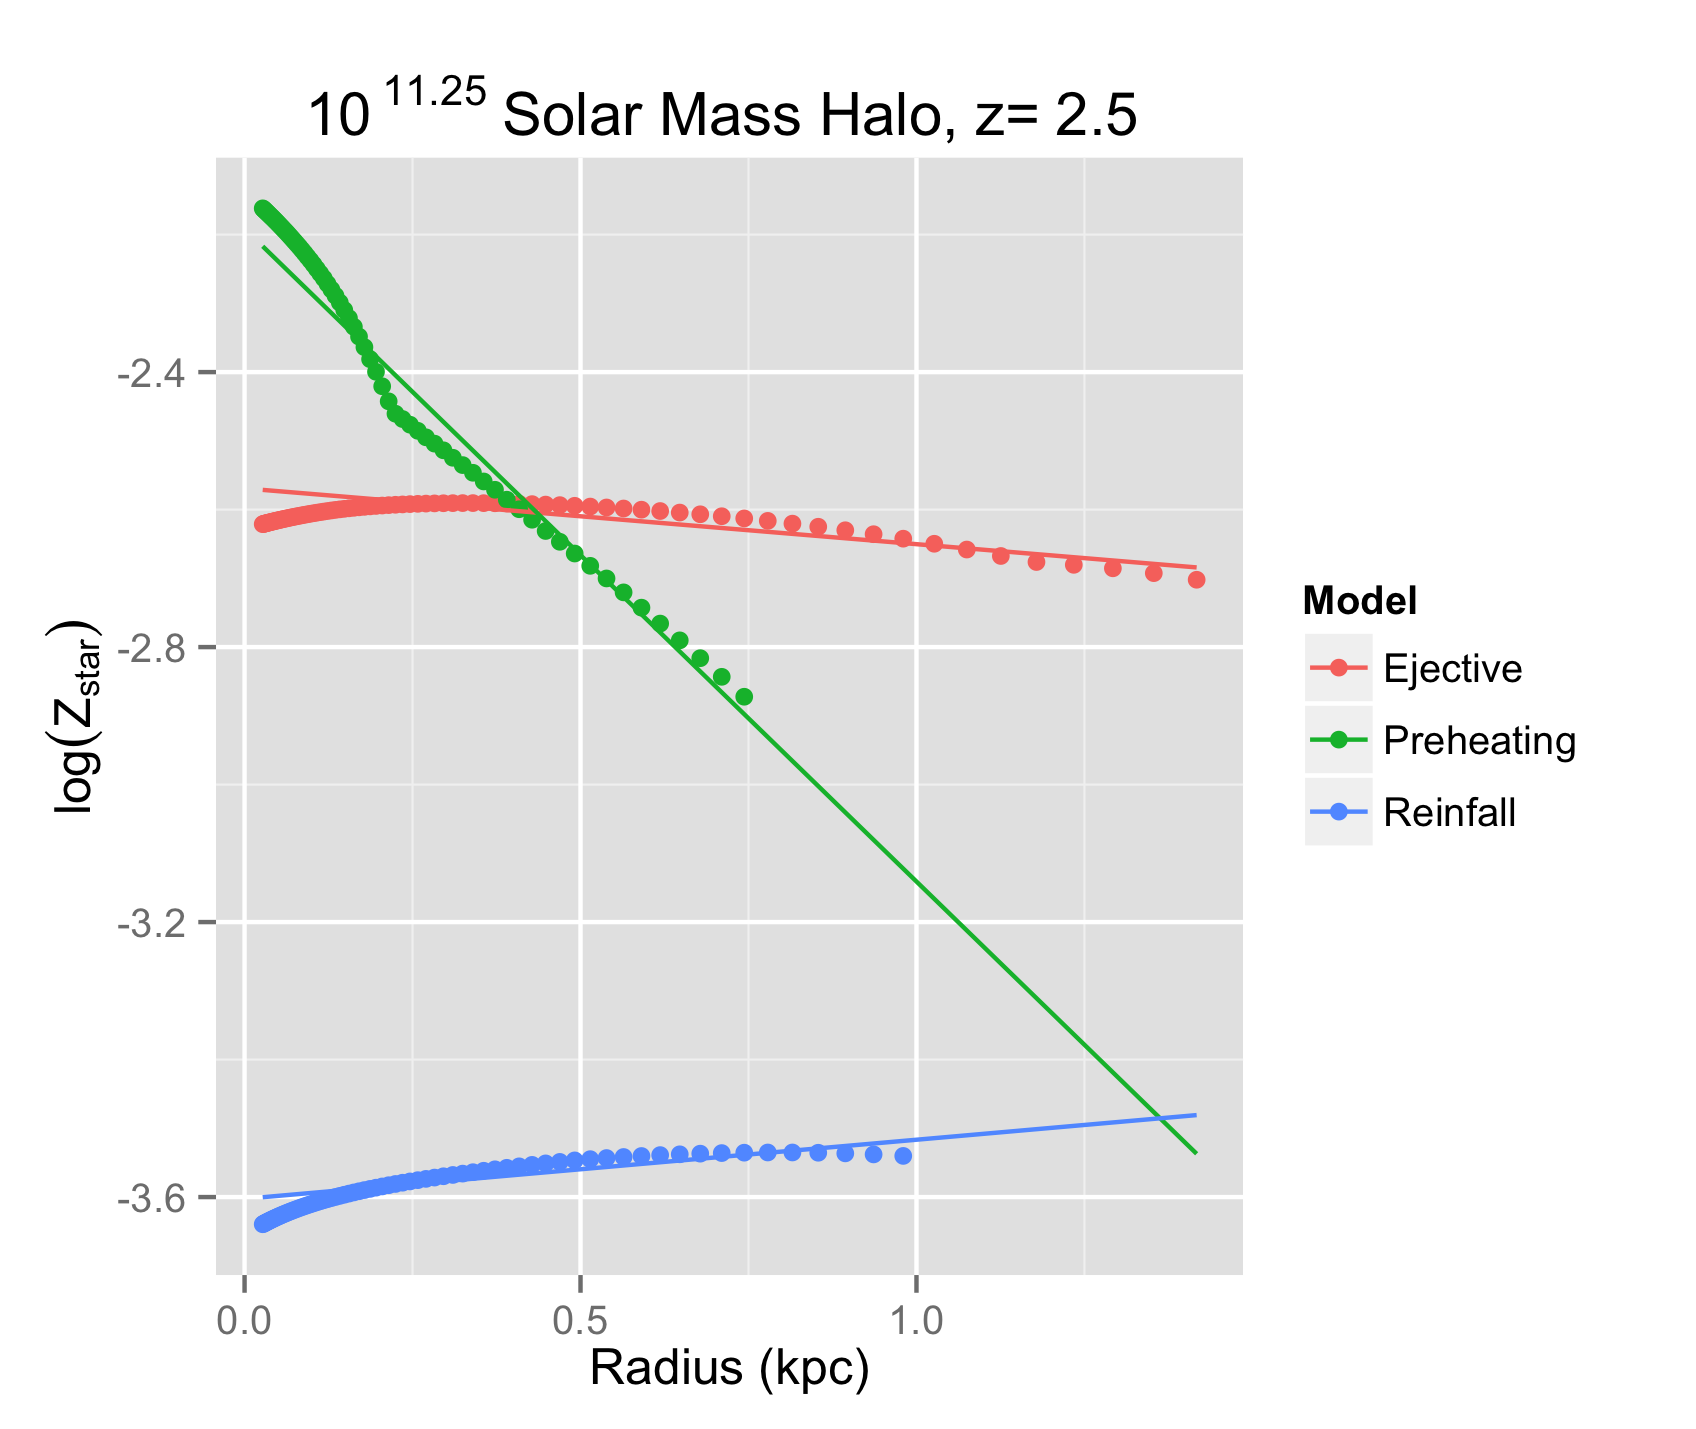 10^11.25 Solar Mass Halo, z= 2.5
log(Z_star)
-2.4
-2.8
-3.2
-3.6
0.0 0.5 1.0
Radius (kpc)
Model
Ejective
Preheating
Reinfall